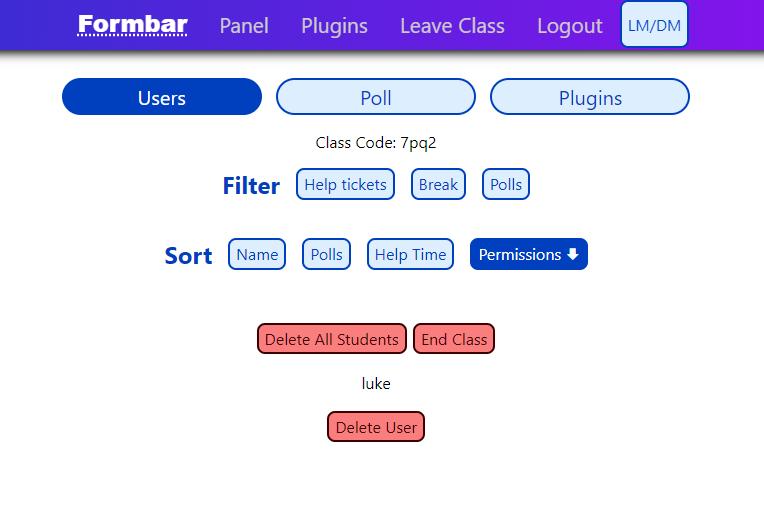 Formbar Panel Plugins Leave Class Logout LM/DM
Users Poll Plugins
Class Code: 7pq2
Filter Help tickets Break Polls
Sort Name Polls Help Time Permissions
Delete All Students End Class
luke
Delete User